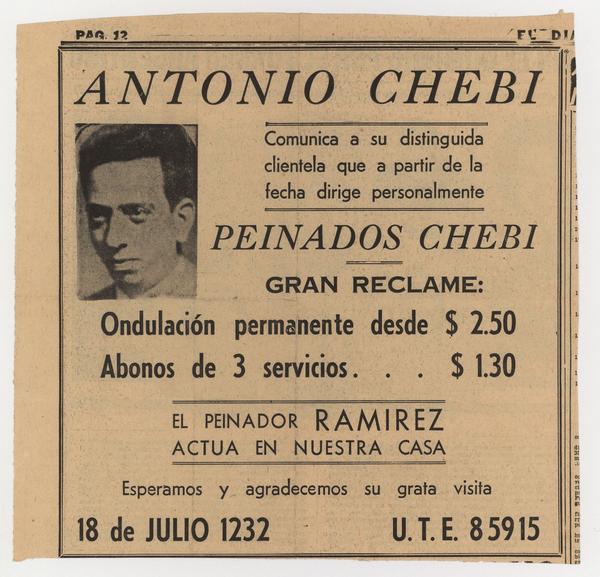 PAG. 12
ANTONIO CHEBI
Comunica a su distinguida
clientela que a partir de la
fecha dirige personalmente
PEINADOS CHEBI
GRAN RECLAME:
Ondulación permanente desde $ 2.50
Abonos de 3 servicios. . . $ 1.30
EL PEINADOR RAMIREZ
ACTUA EN NUESTRA CASA
Esperamos y agradecemos su grata visita
18 de JULIO 1232 U. T. E. 85915